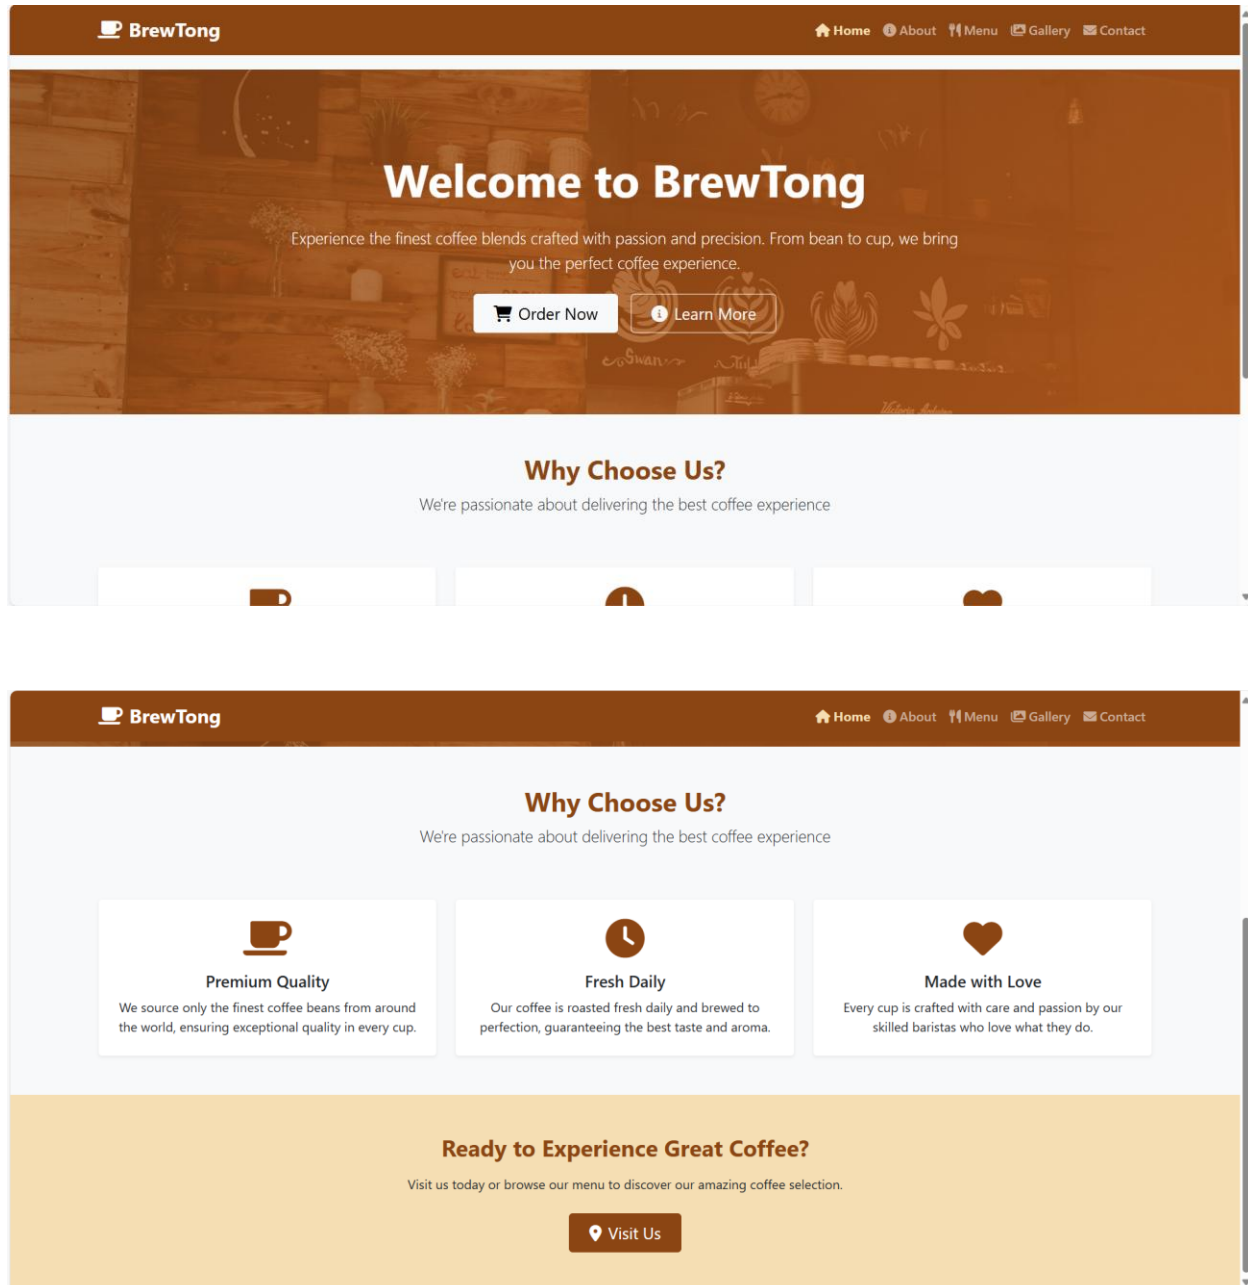 BrewTong
Home About Menu Gallery Contact
Welcome to BrewTong
Experience the finest coffee blends crafted with passion and precision. From bean to cup, we bring
you the perfect coffee experience.
Order Now Learn More
Swan
Why Choose Us?
We're passionate about delivering the best coffee experience
BrewTong
Home About Menu Gallery Contact
Why Choose Us?
We're passionate about delivering the best coffee experience
Premium Quality
We source only the finest coffee beans from around
the world, ensuring exceptional quality in every cup.
Fresh Daily
Our coffee is roasted fresh daily and brewed to
perfection, guaranteeing the best taste and aroma.
Made with Love
Every cup is crafted with care and passion by our
skilled baristas who love what they do.
Ready to Experience Great Coffee?
Visit us today or browse our menu to discover our amazing coffee selection.
Visit Us